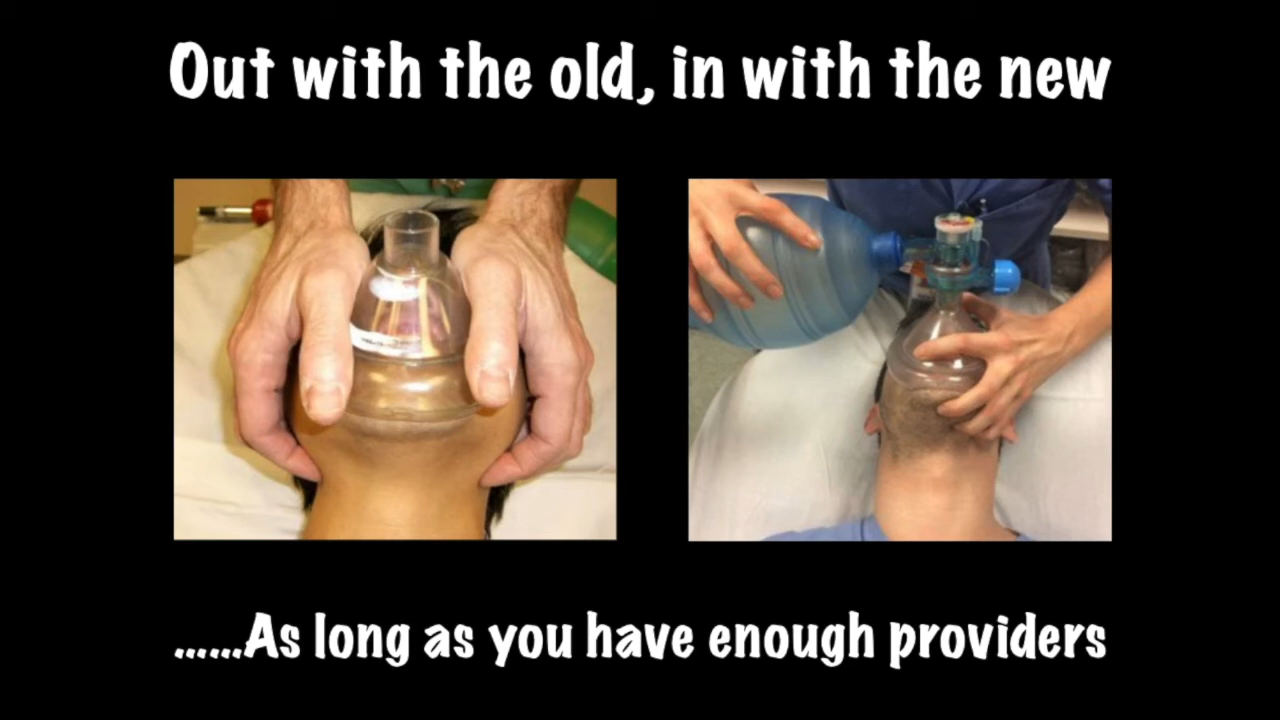 Out with the old, in with the new
......As long as you have enough providers